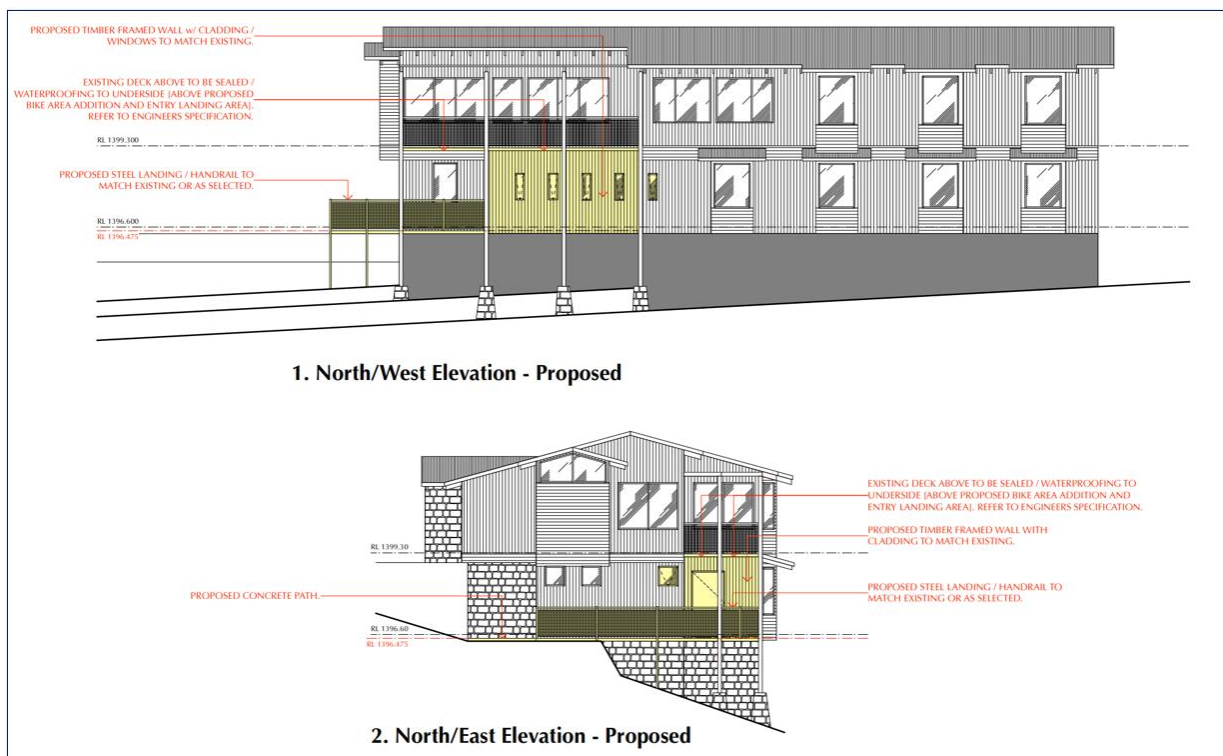 PROPOSED TIMBER FRAMED WALL w/ CLADDING /
WINDOWS TO MATCH EXISTING.
EXISTING DECK ABOVE TO BE SEALED /
WATERPROOFING TO UNDERSIDE [ABOVE PROPOSED
BIKE AREA ADDITION AND ENTRY LANDING AREA].
REFER TO ENGINEERS SPECIFICATION.
RL 1399.300
PROPOSED STEEL LANDING / HANDRAIL TO
MATCH EXISTING OR AS SELECTED.
RL 1396.600
RL 1396.475
1. North/West Elevation - Proposed
EXISTING DECK ABOVE TO BE SEALED / WATERPROOFING TO
UNDERSIDE [ABOVE PROPOSED BIKE AREA ADDITION AND
ENTRY LANDING AREA]. REFER TO ENGINEERS SPECIFICATION.
PROPOSED TIMBER FRAMED WALL WITH
CLADDING TO MATCH EXISTING.
RL 1399.30
PROPOSED STEEL LANDING / HANDRAIL TO
MATCH EXISTING OR AS SELECTED.
PROPOSED CONCRETE PATH.
RL 1396.60
RL 1396.475
2. North/East Elevation - Proposed